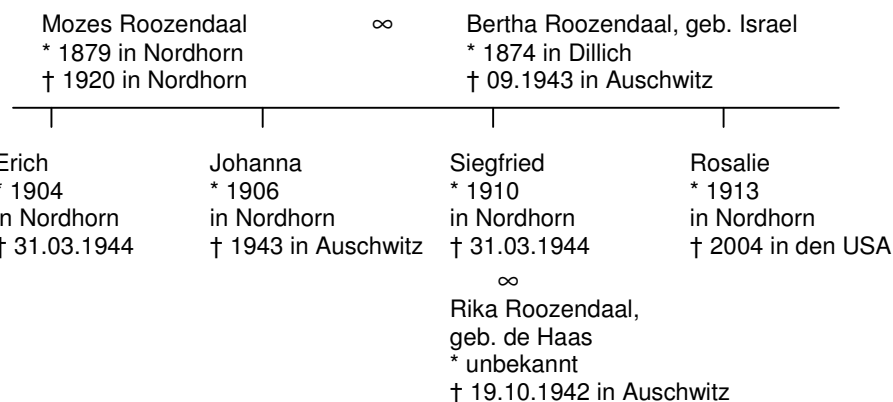 Mozes Roozendaal ∞ Bertha Roozendaal, geb. Israel
* 1879 in Nordhorn * 1874 in Dillich
† 1920 in Nordhorn † 09.1943 in Auschwitz
Erich Johanna Siegfried Rosalie
* 1904 * 1906 * 1910 * 1913
in Nordhorn in Nordhorn in Nordhorn in Nordhorn
† 31.03.1944 † 1943 in Auschwitz † 31.03.1944 † 2004 in den USA
∞
Rika Roozendaal,
geb. de Haas
* unbekannt
† 19.10.1942 in Auschwitz